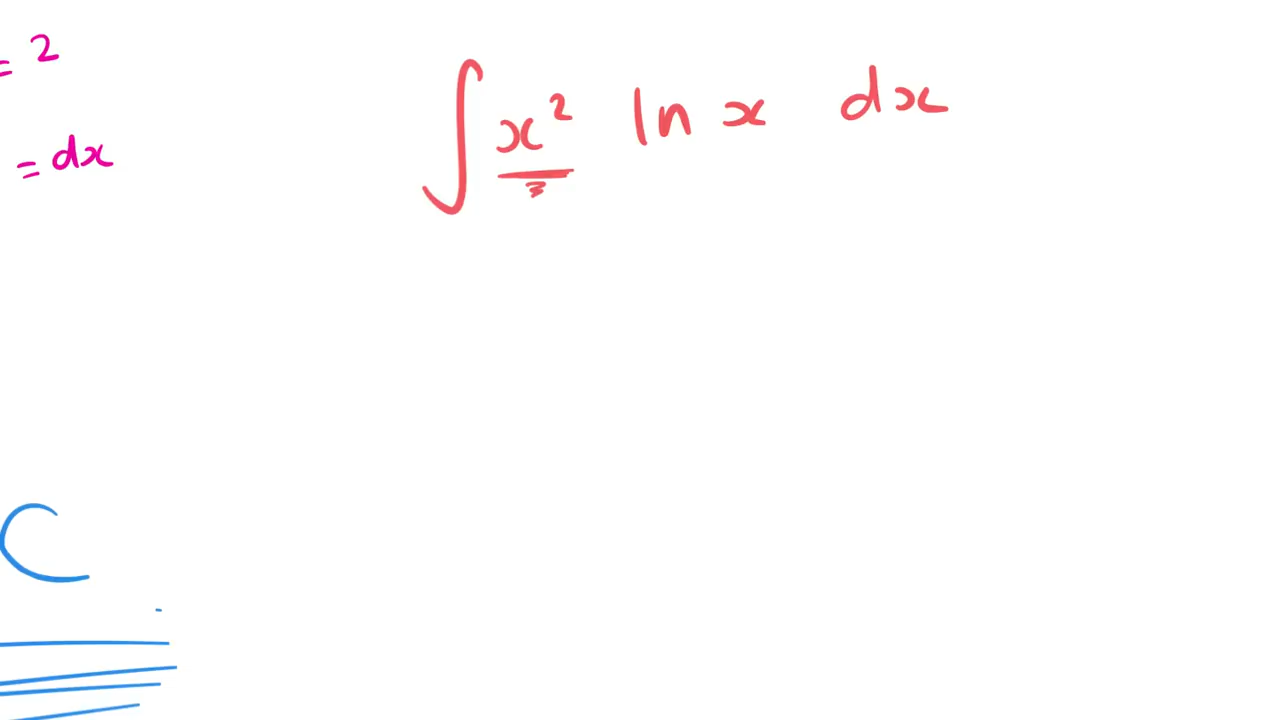 = 2
= dx
∫ x² ln x dx
C